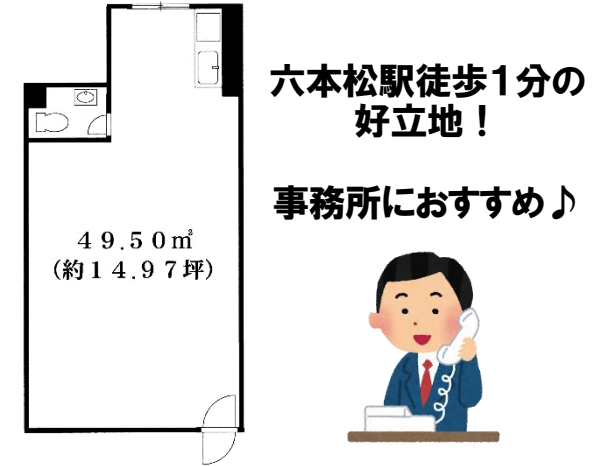 六本松駅徒歩１分の
好立地！
事務所におすすめ♪
４９.５０㎡
（約１４.９７坪）